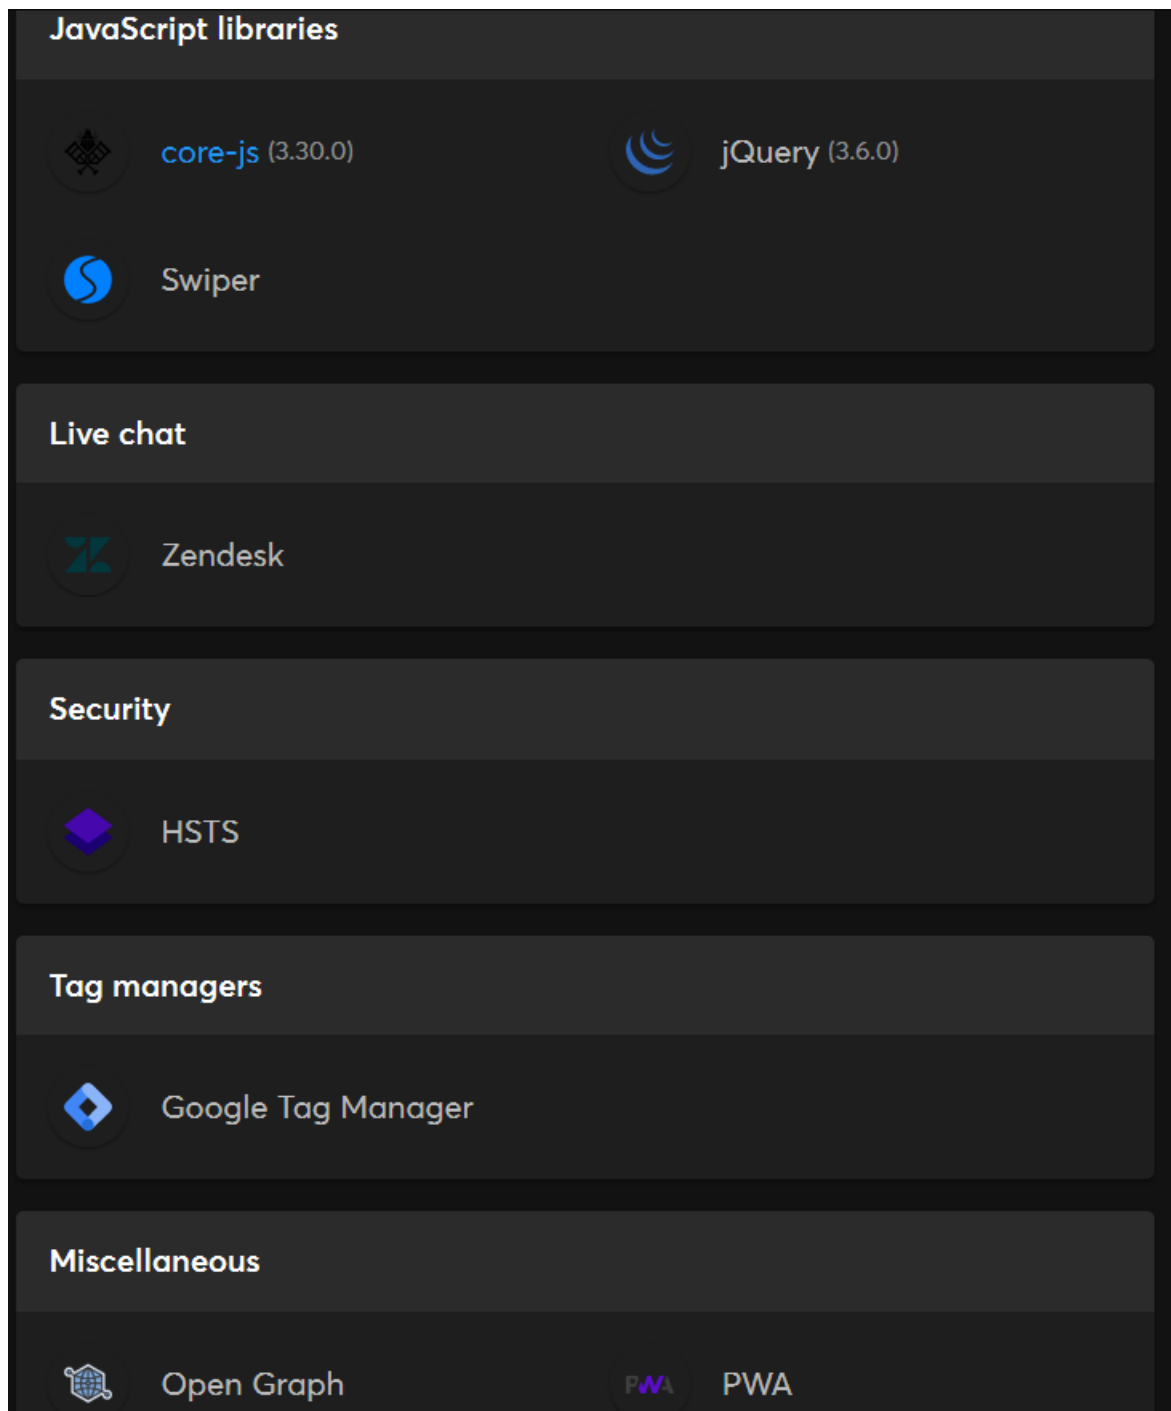 JavaScript libraries
core-js (3.30.0) jQuery (3.6.0)
Swiper
Live chat
Zendesk
Security
HSTS
Tag managers
Google Tag Manager
Miscellaneous
Open Graph PWA PWA